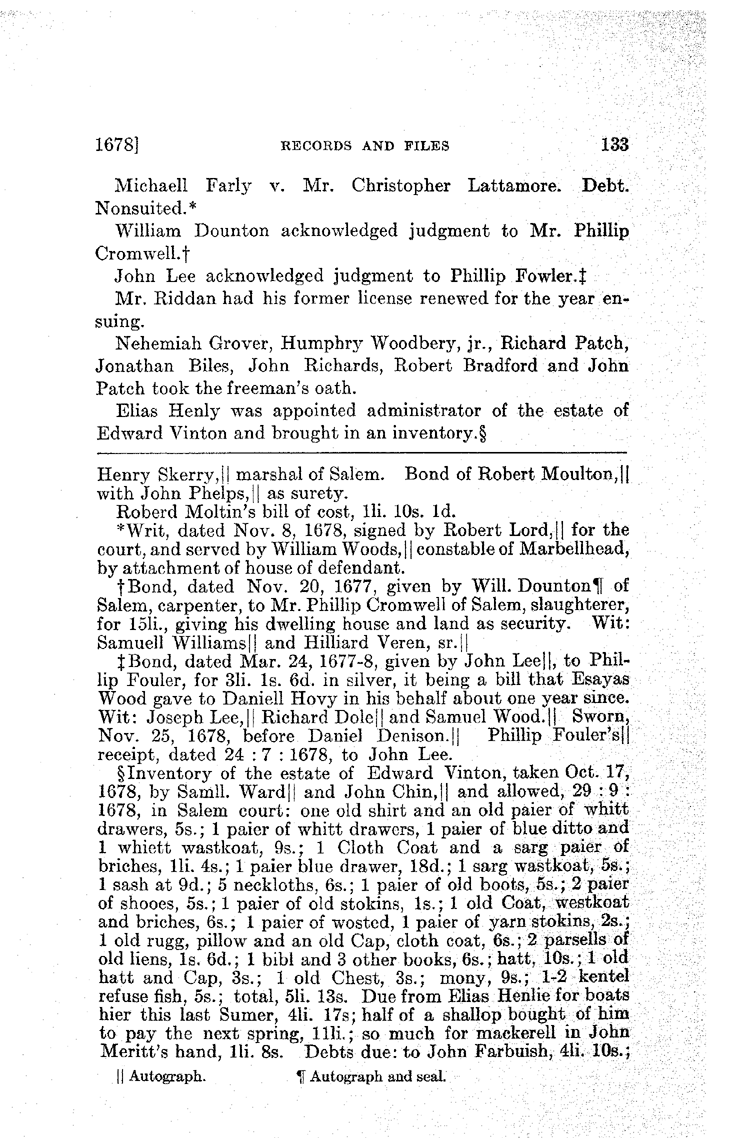 1678] RECORDS AND FILES 133
Michaell Farly v. Mr. Christopher Lattamore. Debt.
Nonsuited.*
William Dounton acknowledged judgment to Mr. Phillip
Cromwell.†
John Lee acknowledged judgment to Phillip Fowler.‡
Mr. Riddan had his former license renewed for the year en-
suing.
Nehemiah Grover, Humphry Woodbery, jr., Richard Patch,
Jonathan Biles, John Richards, Robert Bradford and John
Patch took the freeman's oath.
Elias Henly was appointed administrator of the estate of
Edward Vinton and brought in an inventory.§
Henry Skerry,|| marshal of Salem. Bond of Robert Moulton,||
with John Phelps,|| as surety.
Roberd Moltin's bill of cost, 1li. 10s. 1d.
*Writ, dated Nov. 8, 1678, signed by Robert Lord,|| for the
court, and served by William Woods,|| constable of Marbellhead,
by attachment of house of defendant.
†Bond, dated Nov. 20, 1677, given by Will. Dounton¶ of
Salem, carpenter, to Mr. Phillip Cromwell of Salem, slaughterer,
for 15li., giving his dwelling house and land as security. Wit:
Samuell Williams|| and Hilliard Veren, sr.||
‡Bond, dated Mar. 24, 1677-8, given by John Lee||, to Phil-
lip Fouler, for 3li. 1s. 6d. in silver, it being a bill that Esayas
Wood gave to Daniell Hovy in his behalf about one year since.
Wit: Joseph Lee,|| Richard Dole|| and Samuel Wood.|| Sworn,
Nov. 25, 1678, before Daniel Denison.|| Phillip Fouler's||
receipt, dated 24 : 7 : 1678, to John Lee.
§Inventory of the estate of Edward Vinton, taken Oct. 17,
1678, by Samll. Ward|| and John Chin,|| and allowed, 29 : 9 :
1678, in Salem court: one old shirt and an old paier of whitt
drawers, 5s.; 1 paier of whitt drawers, 1 paier of blue ditto and
1 whiett wastkoat, 9s.; 1 Cloth Coat and a sarg paier of
briches, 1li. 4s.; 1 paier blue drawer, 18d.; 1 sarg wastkoat, 5s.;
1 sash at 9d.; 5 neckloths, 6s.; 1 paier of old boots, 5s.; 2 paier
of shooes, 5s.; 1 paier of old stokins, 1s.; 1 old Coat, westkoat
and briches, 6s.; 1 paier of wosted, 1 paier of yarn stokins, 2s.;
1 old rugg, pillow and an old Cap, cloth coat, 6s.; 2 parsells of
old liens, 1s. 6d.; 1 bibl and 3 other books, 6s.; hatt, 10s.; 1 old
hatt and Cap, 3s.; 1 old Chest, 3s.; mony, 9s.; 1-2 kentel
refuse fish, 5s.; total, 5li. 13s. Due from Elias Henlie for boats
hier this last Sumer, 4li. 17s; half of a shallop bought of him
to pay the next spring, 11li.; so much for mackerell in John
Meritt's hand, 1li. 8s. Debts due: to John Farbuish, 4li. 10s.;
|| Autograph. ¶ Autograph and seal.